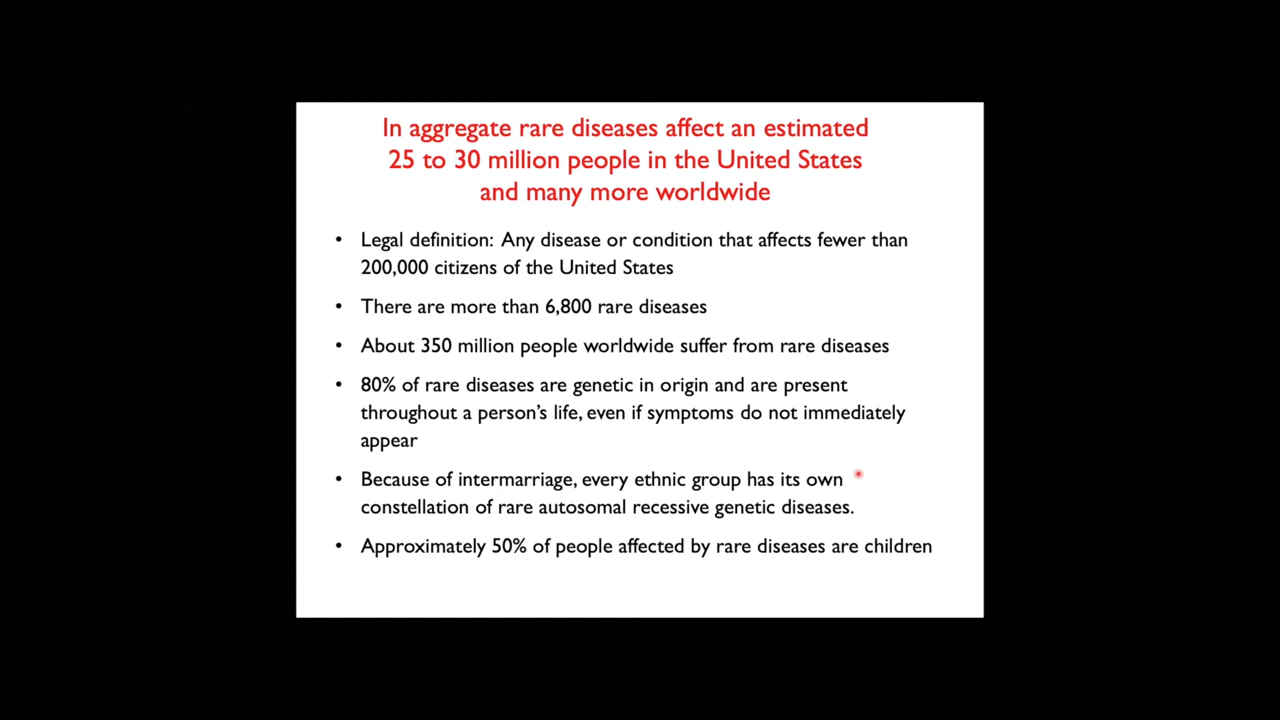 In aggregate rare diseases affect an estimated
25 to 30 million people in the United States
and many more worldwide
• Legal definition: Any disease or condition that affects fewer than
200,000 citizens of the United States
• There are more than 6,800 rare diseases
• About 350 million people worldwide suffer from rare diseases
• 80% of rare diseases are genetic in origin and are present
throughout a person's life, even if symptoms do not immediately
appear
• Because of intermarriage, every ethnic group has its own
constellation of rare autosomal recessive genetic diseases.
• Approximately 50% of people affected by rare diseases are children